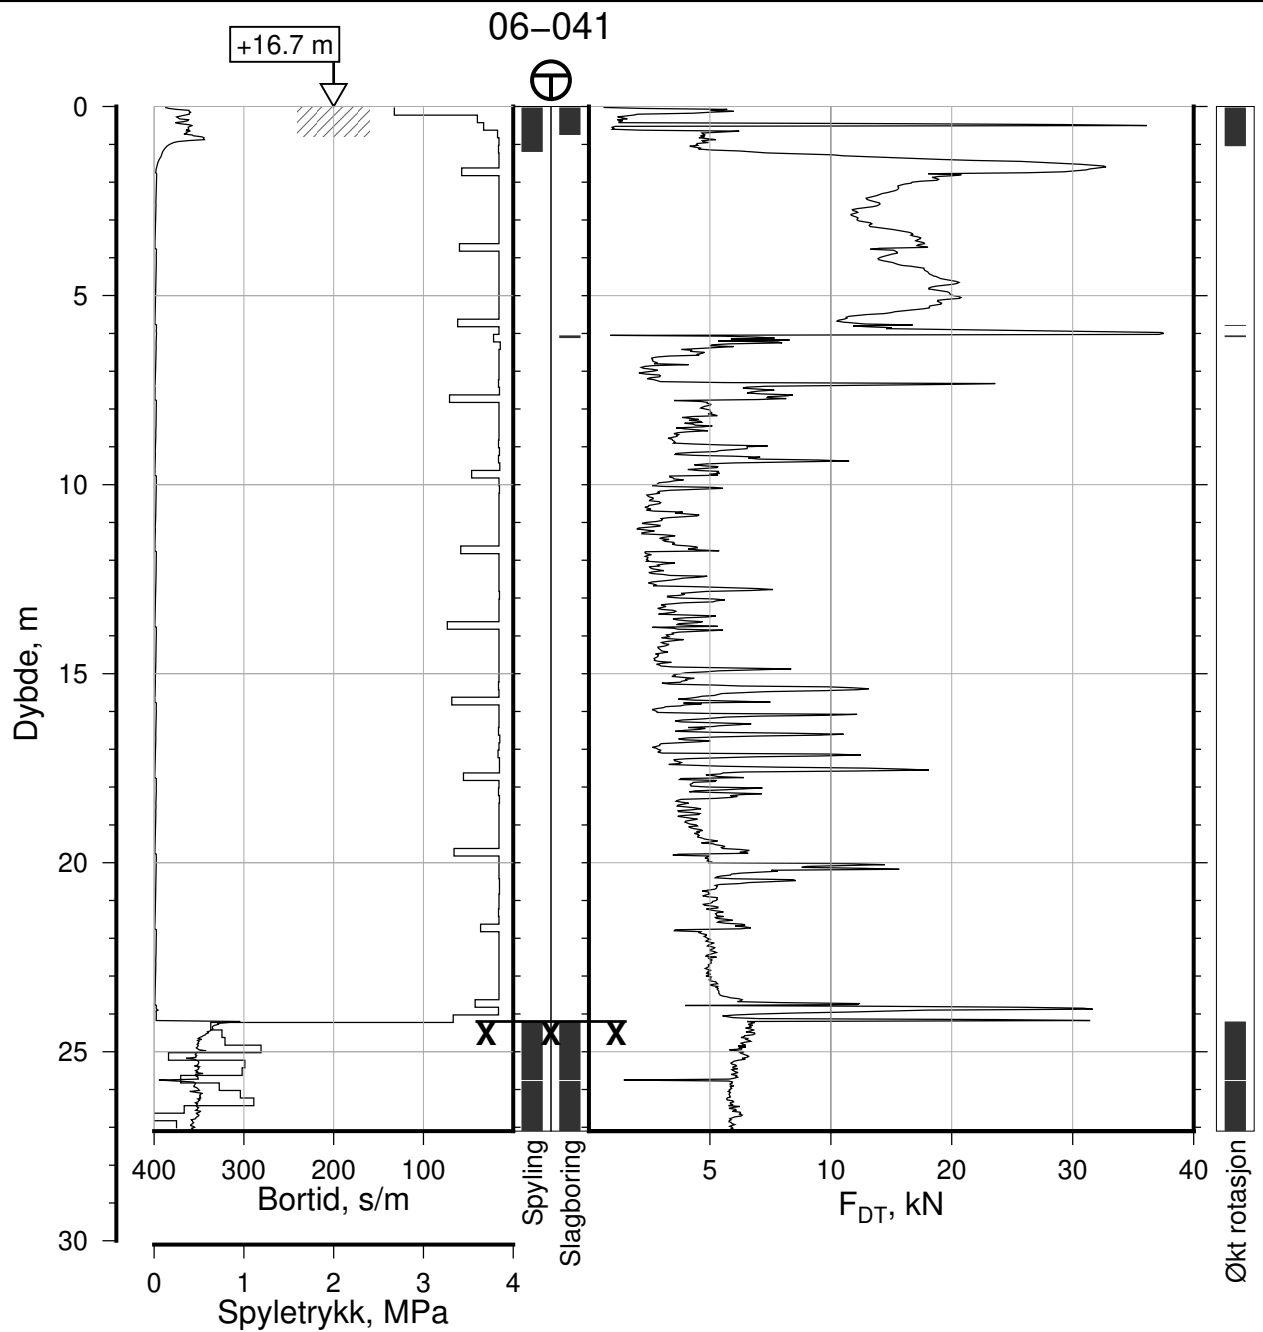 06–041
+16.7 m
0
5
10
15
20
25
30
Dybde, m
400 300 200 100
Bortid, s/m
0 1 2 3 4
Spyletrykk, MPa
Spyling
Slagboring
X X X
5 10 20 30 40
FDT, kN
Økt rotasjon